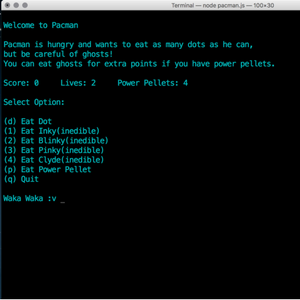 Terminal — node pacman.js — 100×30
Welcome to Pacman
Pacman is hungry and wants to eat as many dots as he can,
but be careful of ghosts!
You can eat ghosts for extra points if you have power pellets.
Score: 0     Lives: 2     Power Pellets: 4
Select Option:
(d) Eat Dot
(1) Eat Inky(inedible)
(2) Eat Blinky(inedible)
(3) Eat Pinky(inedible)
(4) Eat Clyde(inedible)
(p) Eat Power Pellet
(q) Quit
Waka Waka :v _